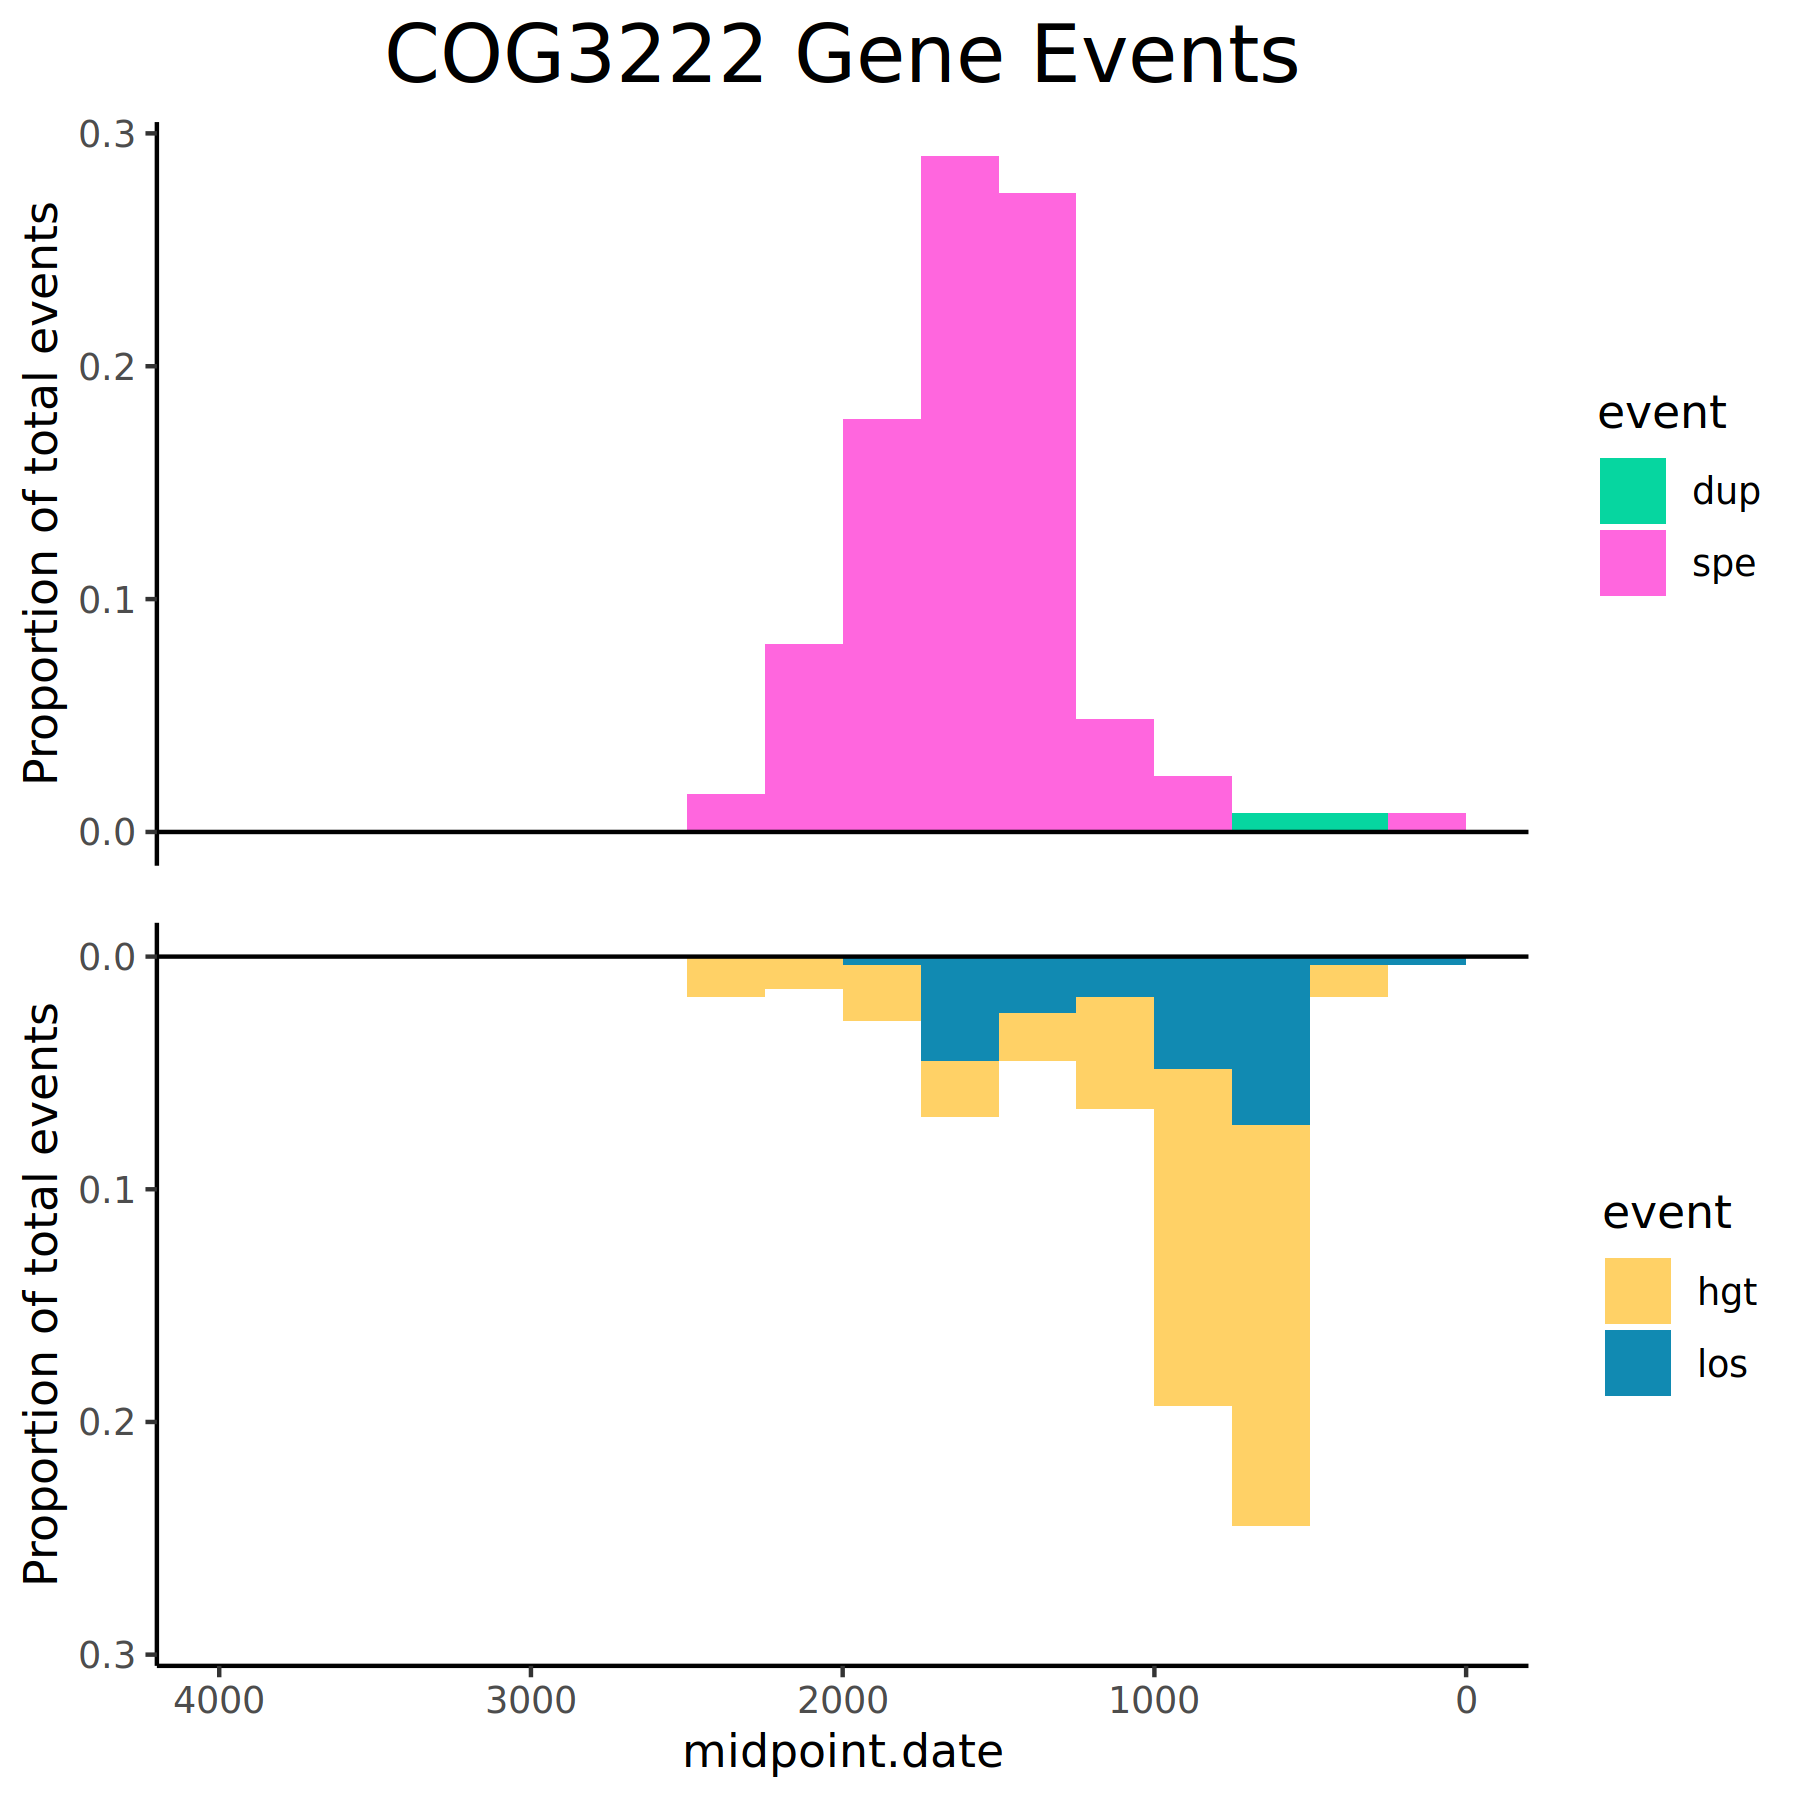 COG3222 Gene Events
Proportion of total events
0.3
0.2
0.1
0.0
event
dup
spe
Proportion of total events
0.0
0.1
0.2
0.3
event
hgt
los
4000 3000 2000 1000 0
midpoint.date